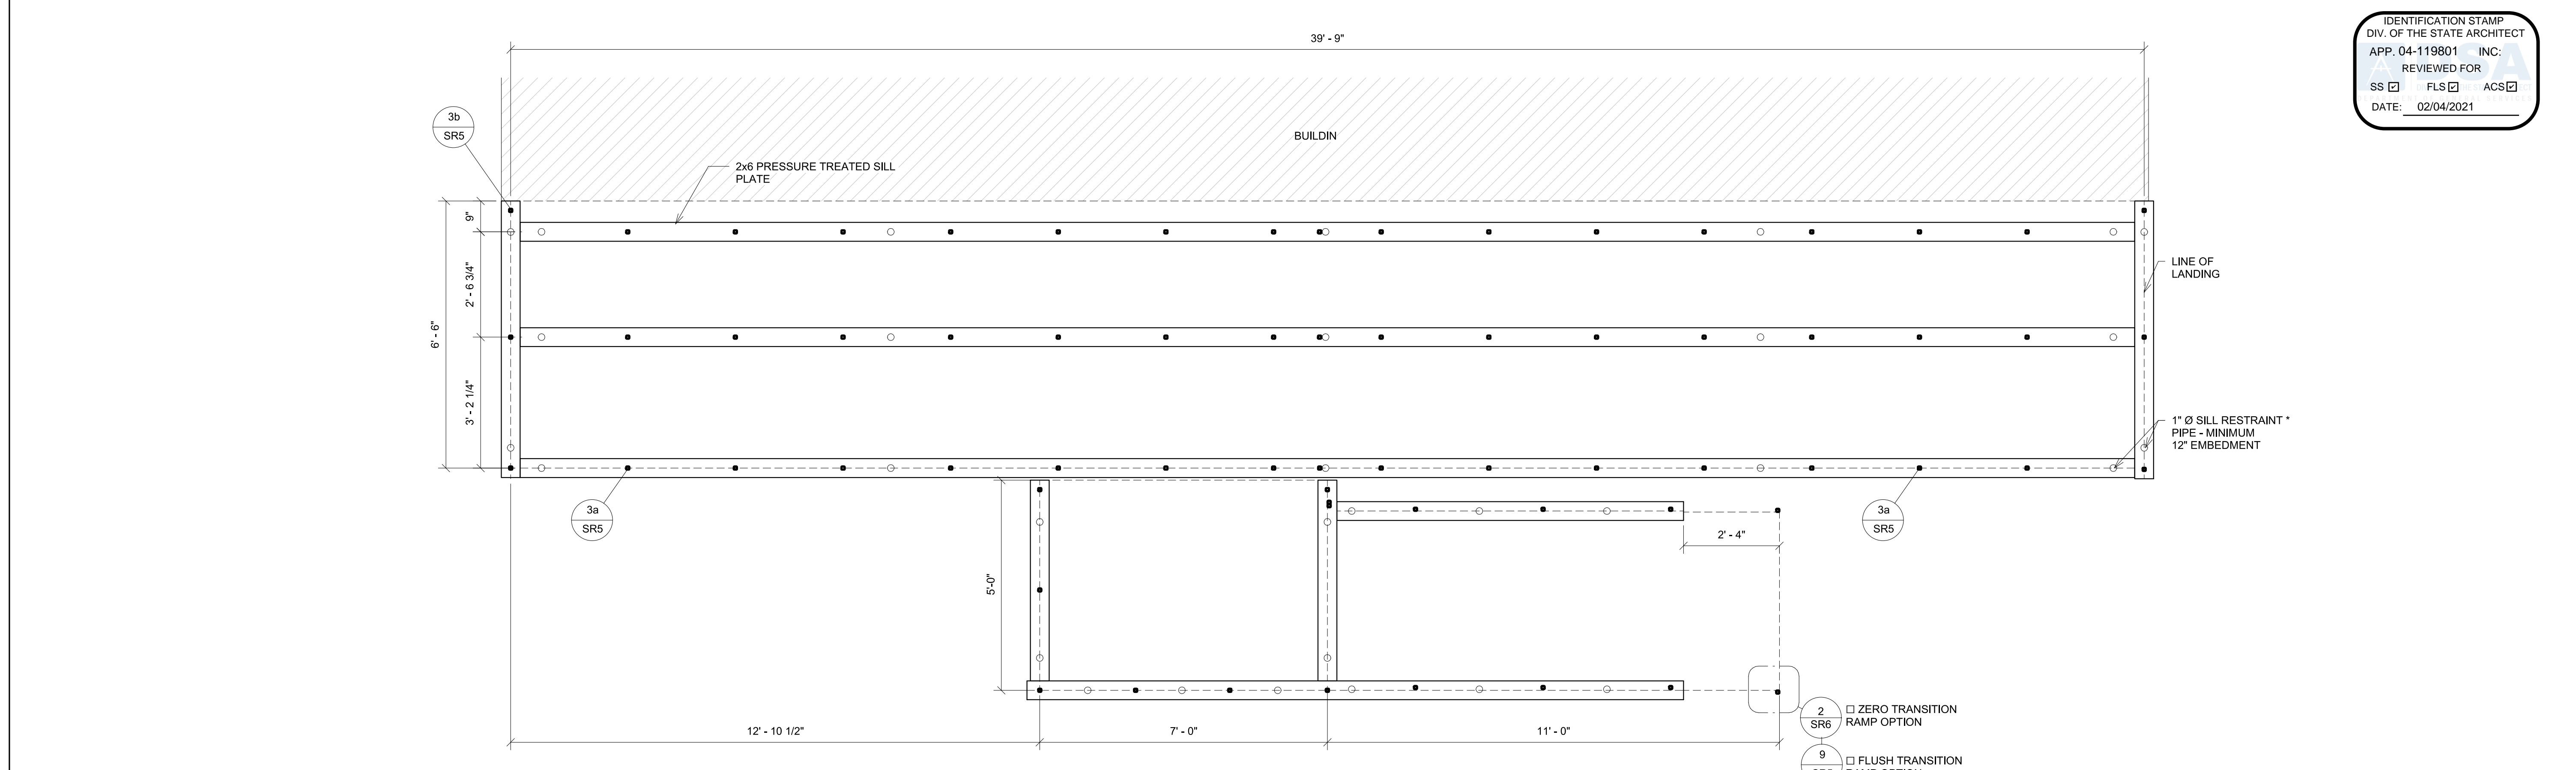 IDENTIFICATION STAMP
DIV. OF THE STATE ARCHITECT
APP. 04-119801 INC:
REVIEWED FOR
SS ☑ FLS ☑ ACS ☑
DATE: 02/04/2021
DSA
39' - 9"
BUILDIN
3b
SR5
2x6 PRESSURE TREATED SILL
PLATE
9"
2' - 6 3/4"
6' - 6"
3' - 2 1/4"
LINE OF
LANDING
1" Ø SILL RESTRAINT *
PIPE - MINIMUM
12" EMBEDMENT
3a
SR5
3a
SR5
2' - 4"
5'-0"
12' - 10 1/2"
7' - 0"
11' - 0"
2
SR6
☐ ZERO TRANSITION
RAMP OPTION
9
☐ FLUSH TRANSITION